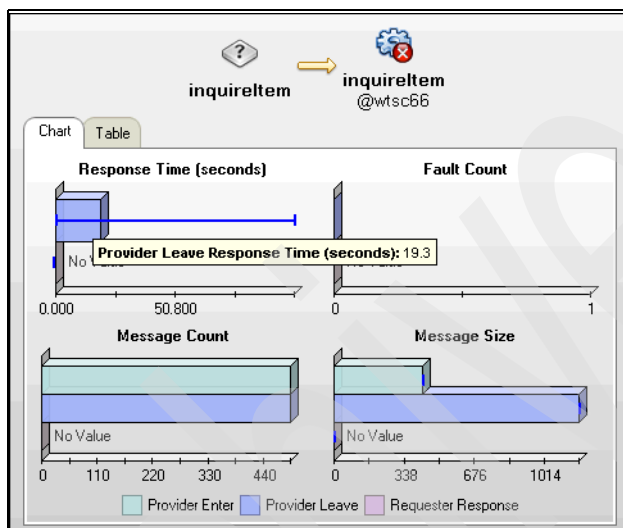 inquireItem
inquireItem
@wtsc66
Chart
Table
Response Time (seconds)
Fault Count
Provider Leave Response Time (seconds): 19.3
No Value
0.000
50.800
0
1
Message Count
Message Size
No Value
No Value
0
110
220
330
440
0
338
676
1014
Provider Enter
Provider Leave
Requester Response